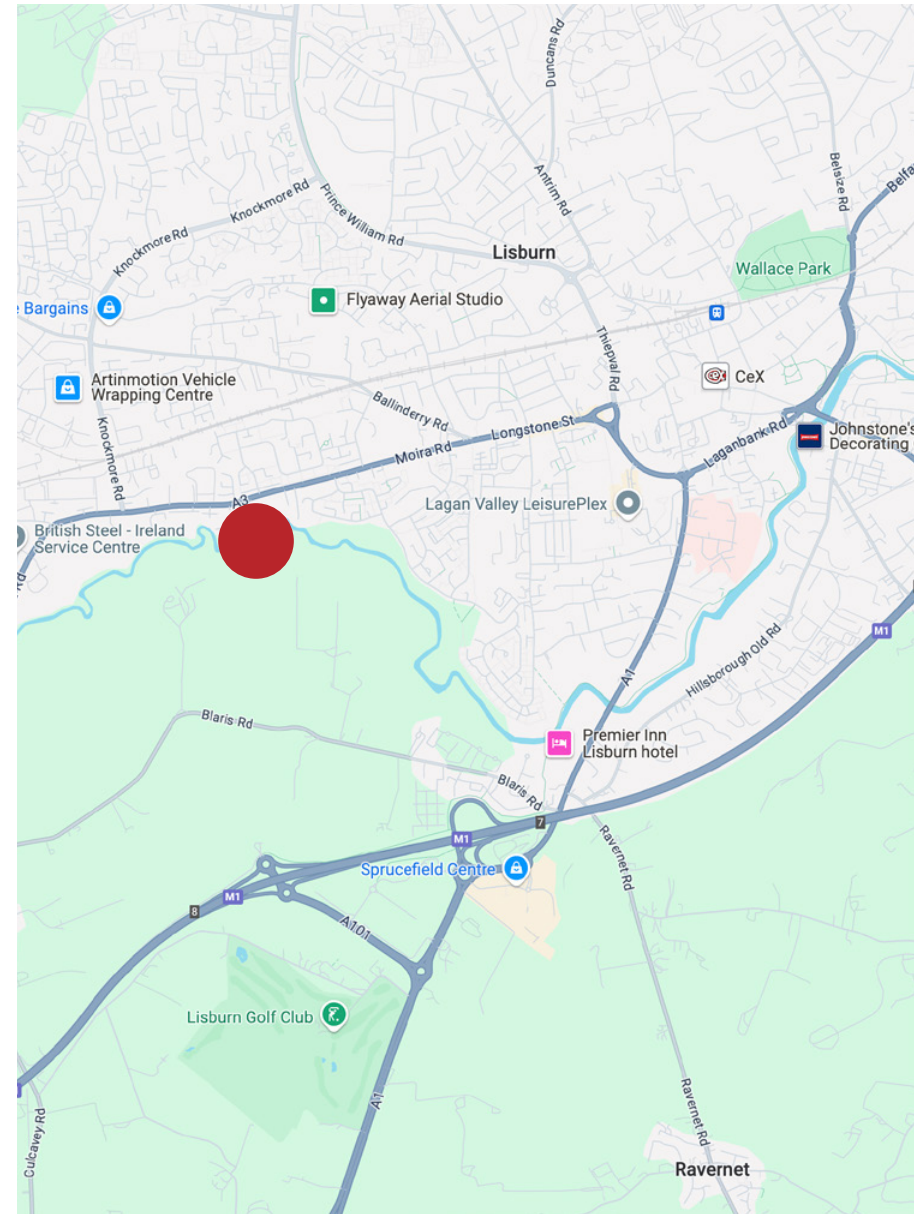 Duncans Rd
Antrim Rd
Belsize Rd
Belfa
Knockmore Rd
Knockmore Rd
Prince William Rd
Lisburn
Wallace Park
e Bargains
Flyaway Aerial Studio
Thiepval Rd
CeX
CeX
Artinmotion Vehicle
Wrapping Centre
Ballinderry Rd
Knockmore Rd
Moira Rd
Longstone St
Laganbank Rd
Johnstone's
Decorating
A3
Lagan Valley LeisurePlex
British Steel - Ireland
Service Centre
Rd
M1
Hillsborough Old Rd
A1
Blaris Rd
Premier Inn
Lisburn hotel
Blaris Rd
7
M1
Ravernet Rd
Sprucefield Centre
M1
8
A101
Lisburn Golf Club
A1
Culcavey Rd
Ravernet Rd
Ravernet